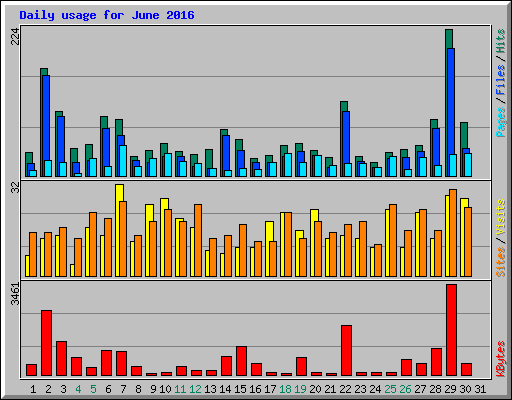 Daily usage for June 2016
224
Pages / Files / Hits
32
Sites / Visits
3461
KBytes
1 2 3 4 5 6 7 8 9 10 11 12 13 14 15 16 17 18 19 20 21 22 23 24 25 26 27 28 29 30 31